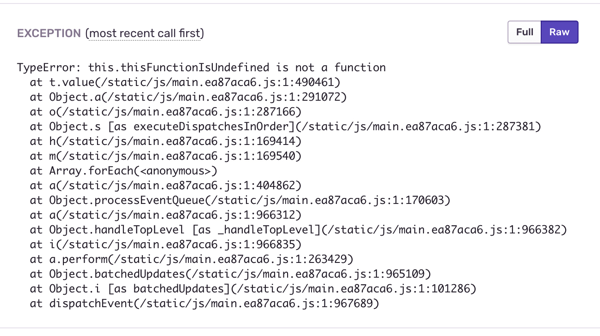 EXCEPTION (most recent call first)
Full Raw
TypeError: this.thisFunctionIsUndefined is not a function
at t.value(/static/js/main.ea87aca6.js:1:490461)
at Object.a(/static/js/main.ea87aca6.js:1:291072)
at o(/static/js/main.ea87aca6.js:1:287166)
at Object.s [as executeDispatchesInOrder](/static/js/main.ea87aca6.js:1:287381)
at h(/static/js/main.ea87aca6.js:1:169414)
at m(/static/js/main.ea87aca6.js:1:169540)
at Array.forEach(<anonymous>)
at a(/static/js/main.ea87aca6.js:1:404862)
at Object.processEventQueue(/static/js/main.ea87aca6.js:1:170603)
at a(/static/js/main.ea87aca6.js:1:966312)
at Object.handleTopLevel [as _handleTopLevel](/static/js/main.ea87aca6.js:1:966382)
at i(/static/js/main.ea87aca6.js:1:966835)
at a.perform(/static/js/main.ea87aca6.js:1:263429)
at Object.batchedUpdates(/static/js/main.ea87aca6.js:1:965109)
at Object.i [as batchedUpdates](/static/js/main.ea87aca6.js:1:101286)
at dispatchEvent(/static/js/main.ea87aca6.js:1:967689)